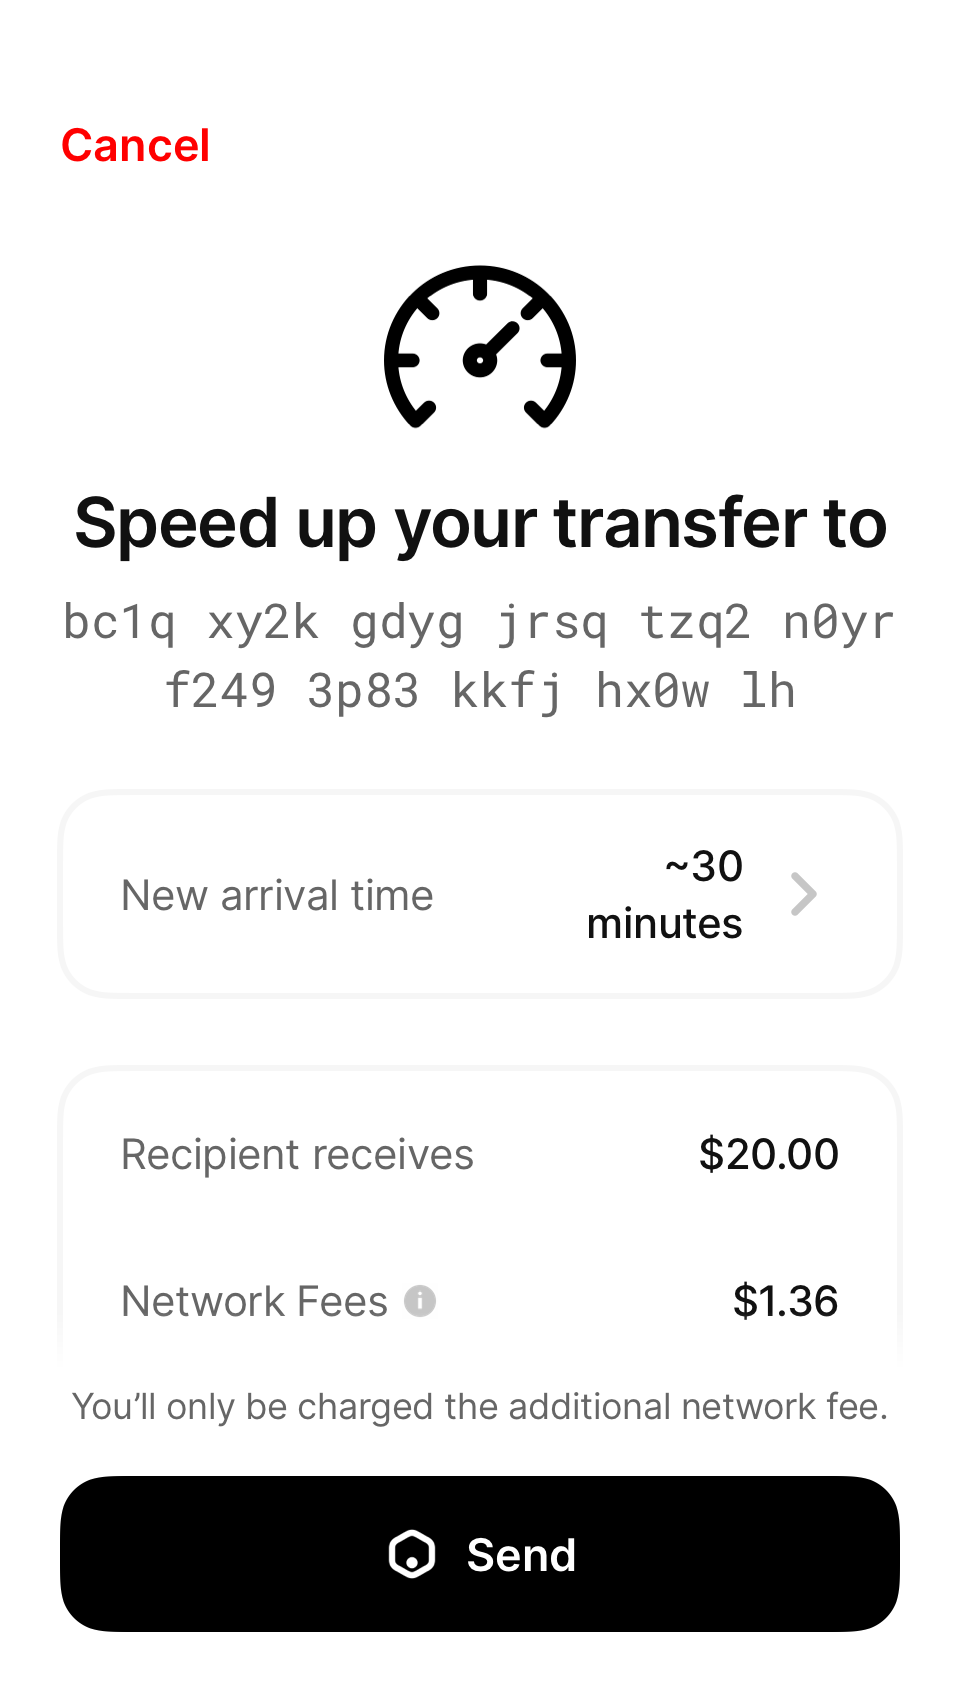 Cancel
Speed up your transfer to
bc1q xy2k gdyg jrsq tzq2 n0yr
f249 3p83 kkfj hx0w lh
New arrival time
~30
minutes
Recipient receives
$20.00
Network Fees
$1.36
You’ll only be charged the additional network fee.
Send